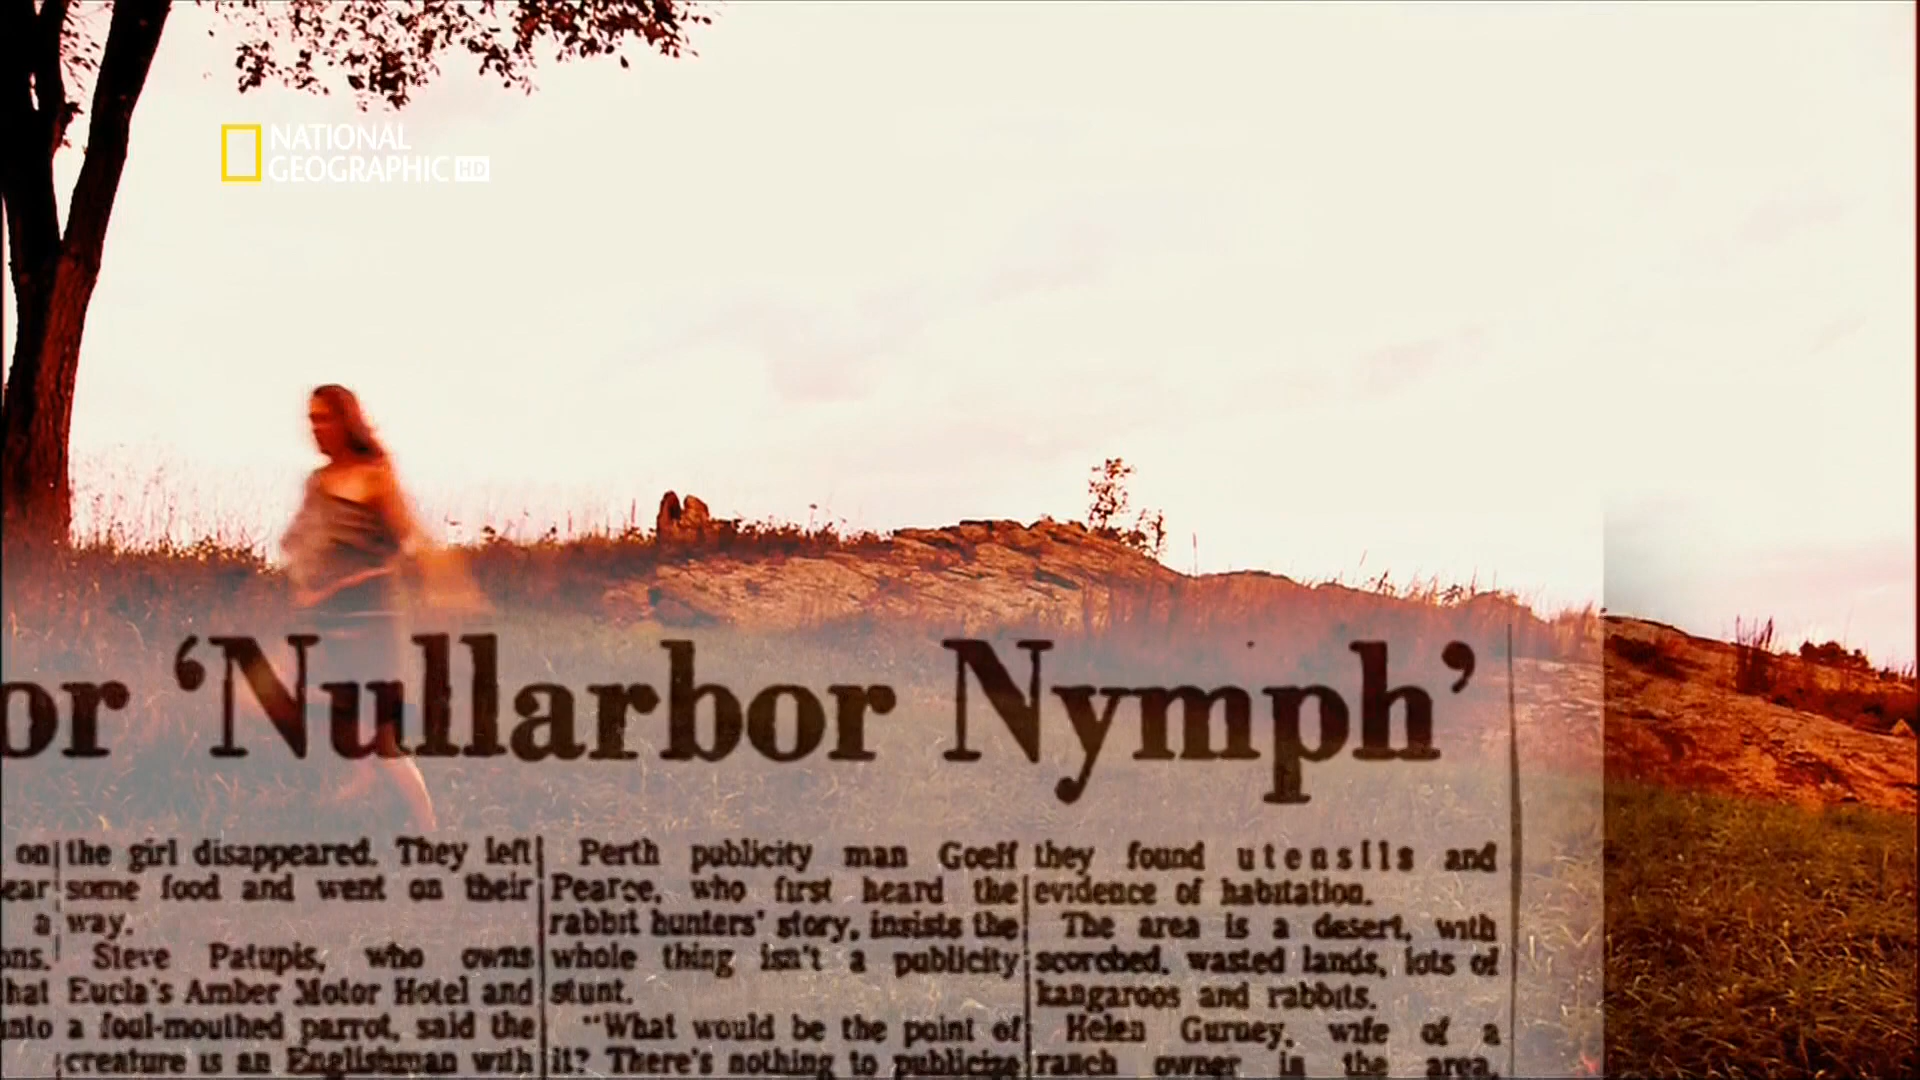 NATIONAL
GEOGRAPHIC HD
or ‘Nullarbor Nymph’
on
ear
a
ons.
that
into
the girl disappeared. They left
some food and went on their
way.
Steve Patupis, who owns
Eucla's Amber Motor Hotel and
a foul-mouthed parrot, said the
creature is an Englishman with
Perth publicity man Goeff
Pearce, who first heard the
rabbit hunters' story, insists the
whole thing isn't a publicity
stunt.
"What would be the point of
it? There's nothing to publicize
they found utensils and
evidence of habitation.
The area is a desert, with
scorched, wasted lands, lots of
kangaroos and rabbits.
Helen Gurney, wife of a
ranch owner in the area,